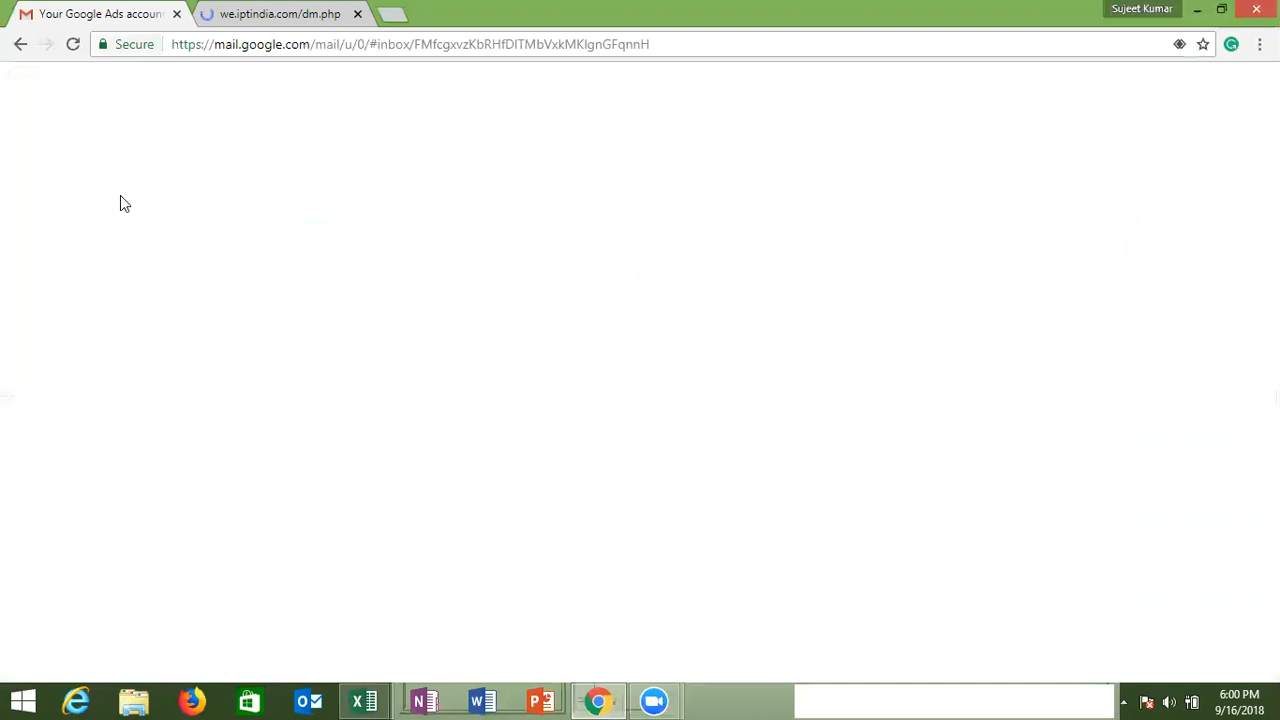 Your Google Ads accoun
we.iptindia.com/dm.php
Sujeet Kumar
Secure
https://mail.google.com/mail/u/0/#inbox/FMfcgxvzKbRHfDlTMbVxkMKlgnGFqnnH
6:00 PM
9/16/2018